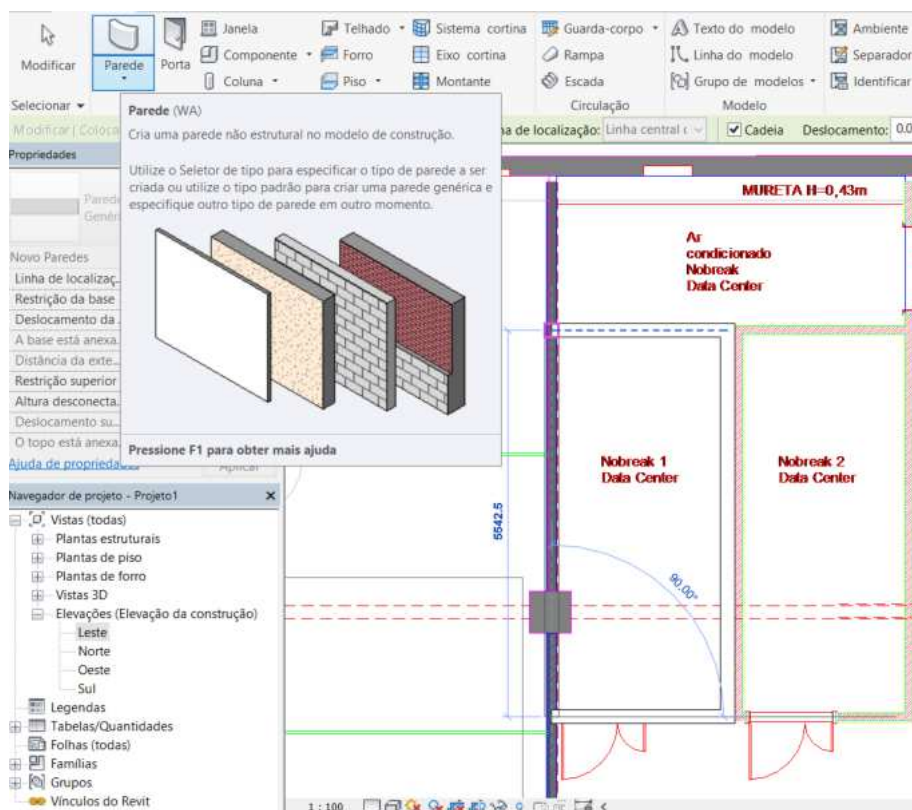 Modificar
Parede
Porta
Janela
Componente
Coluna
Telhado
Forro
Piso
Sistema cortina
Eixo cortina
Montante
Guarda-corpo
Rampa
Escada
Texto do modelo
Linha do modelo
Grupo de modelos
Ambiente
Separador
Identificar
Selecionar
Circulação
Modelo
Modificar | Coloca
de localização: Linha central
Cadeia
Deslocamento: 0.0
Parede (WA)
Cria uma parede não estrutural no modelo de construção.
Utilize o Seletor de tipo para especificar o tipo de parede a ser
criada ou utilize o tipo padrão para criar uma parede genérica e
especifique outro tipo de parede em outro momento.
Pressione F1 para obter mais ajuda
Propriedades
Parede
Genéri
Novo Paredes
Linha de localizaç...
Restrição da base
Deslocamento da...
A base está anexa...
Distância da exte...
Restrição superior
Altura desconecta...
Deslocamento su...
O topo está anexa...
Ajuda de propriedades
Aplicar
Navegador de projeto - Projeto1
Vistas (todas)
Plantas estruturais
Plantas de piso
Plantas de forro
Vistas 3D
Elevações (Elevação da construção)
Leste
Norte
Oeste
Sul
Legendas
Tabelas/Quantidades
Folhas (todas)
Famílias
Grupos
Vínculos do Revit
MURETA H=0,43m
Ar
condicionado
Nobreak
Data Center
Nobreak 1
Data Center
Nobreak 2
Data Center
5542.5
90.00°
1 : 100